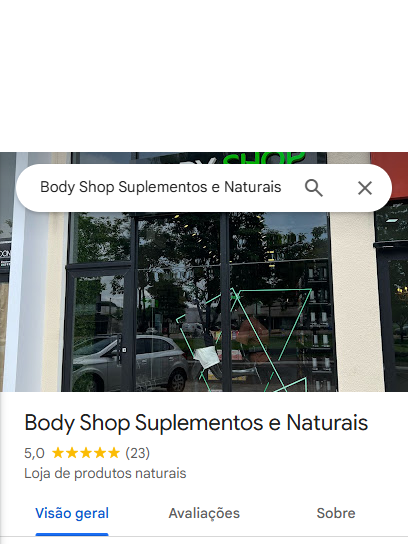 SHOP
Body Shop Suplementos e Naturais
Body Shop Suplementos e Naturais
5,0 ★★★★★ (23)
Loja de produtos naturais
Visão geral Avaliações Sobre